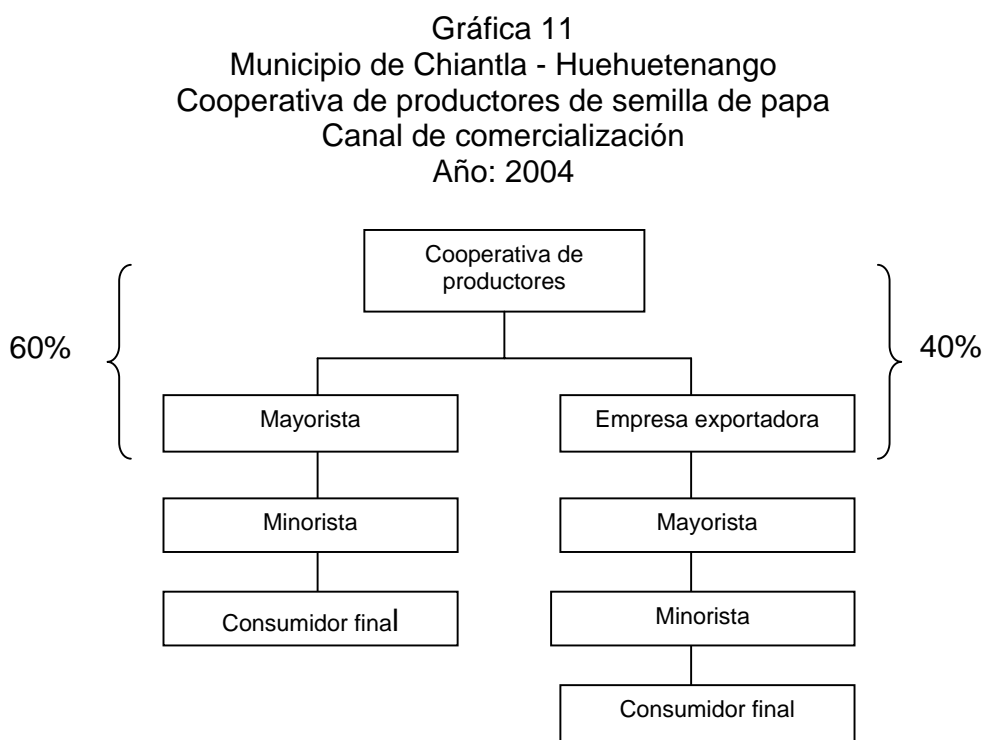 Gráfica 11
Municipio de Chiantla - Huehuetenango
Cooperativa de productores de semilla de papa
Canal de comercialización
Año: 2004
Cooperativa de
productores
60%
40%
Mayorista
Empresa exportadora
Minorista
Mayorista
Consumidor final
Minorista
Consumidor final